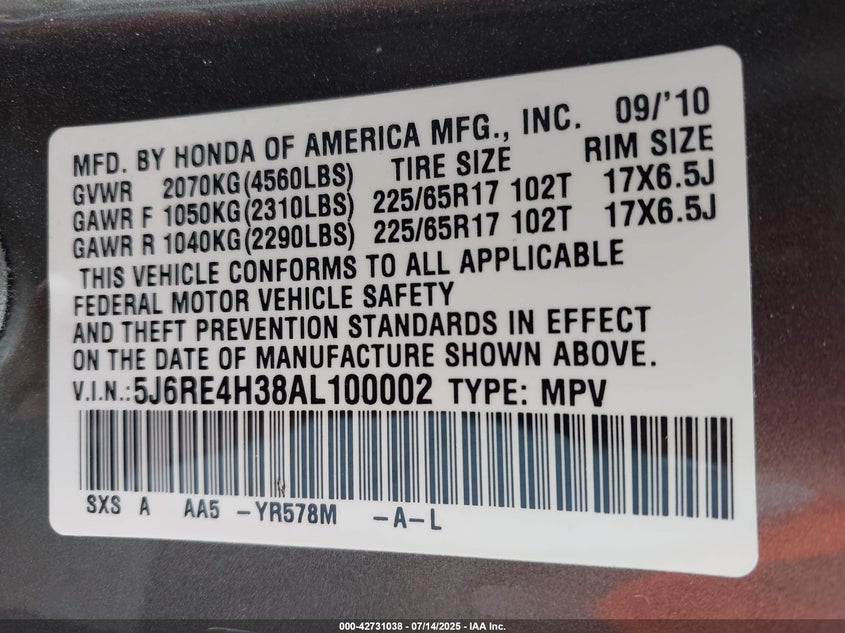 MFD. BY HONDA OF AMERICA MFG., INC. 09/'10
TIRE SIZE RIM SIZE
GVWR 2070KG(4560LBS)
GAWR F 1050KG(2310LBS) 225/65R17 102T 17X6.5J
GAWR R 1040KG(2290LBS) 225/65R17 102T 17X6.5J
THIS VEHICLE CONFORMS TO ALL APPLICABLE
FEDERAL MOTOR VEHICLE SAFETY
AND THEFT PREVENTION STANDARDS IN EFFECT
ON THE DATE OF MANUFACTURE SHOWN ABOVE.
V.I.N.:5J6RE4H38AL100002 TYPE: MPV
SXS A AA5 -YR578M -A-L
000-42731038 - 07/14/2025 - IAA Inc.